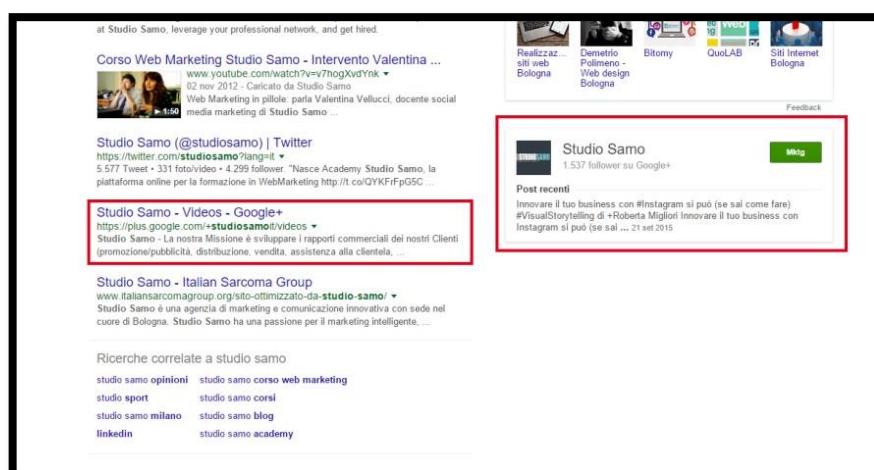 at Studio Samo, leverage your professional network, and get hired.
Corso Web Marketing Studio Samo - Intervento Valentina ...
www.youtube.com/watch?v=v7hogXvdYnk
02 nov 2012 - Caricato da Studio Samo
Web Marketing in pillole: parla Valentina Vellucci, docente social
media marketing di Studio Samo ...
1:50
Studio Samo (@studiosamo) | Twitter
https://twitter.com/studiosamo?lang=it
5.577 Tweet • 331 foto/video • 4.299 follower. "Nasce Academy Studio Samo, la
piattaforma online per la formazione in WebMarketing http://t.co/QYKFrFpG5C ...
Studio Samo - Videos - Google+
https://plus.google.com/+studiosamoit/videos
Studio Samo - La nostra Missione è sviluppare i rapporti commerciali dei nostri Clienti
(promozione/pubblicità, distribuzione, vendita, assistenza alla clientela, ...
Studio Samo - Italian Sarcoma Group
www.italiansarcomagroup.org/sito-ottimizzato-da-studio-samo/
Studio Samo é una agenzia di marketing e comunicazione innovativa con sede nel
cuore di Bologna. Studio Samo ha una passione per il marketing intelligente, ...
Ricerche correlate a studio samo
studio samo opinioni studio samo corso web marketing
studio sport studio samo corsi
studio samo milano studio samo blog
linkedin studio samo academy
Realizzaz...
siti web
Bologna
Demetrio
Polimeno -
Web design
Bologna
Bitomy
QuoLAB
Siti Internet
Bologna
Feedback
STUDIOSAMO
Studio Samo
1.537 follower su Google+
Mktg
Post recenti
Innovare il tuo business con #Instagram si può (se sai come fare)
#VisualStorytelling di +Roberta Migliori Innovare il tuo business con
Instagram si può (se sai ... 21 set 2015